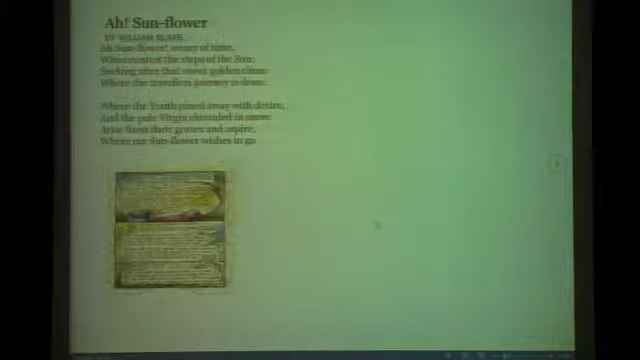 Ah! Sun-flower
BY WILLIAM BLAKE
Ah Sun-flower! weary of time,
Who countest the steps of the Sun:
Seeking after that sweet golden clime
Where the travellers journey is done.
Where the Youth pined away with desire,
And the pale Virgin shrouded in snow:
Arise from their graves and aspire,
Where my Sun-flower wishes to go